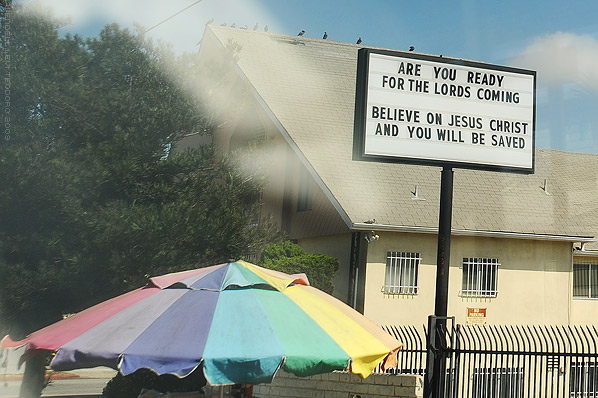 ARE YOU READY
FOR THE LORDS COMING
BELIEVE ON JESUS CHRIST
AND YOU WILL BE SAVED